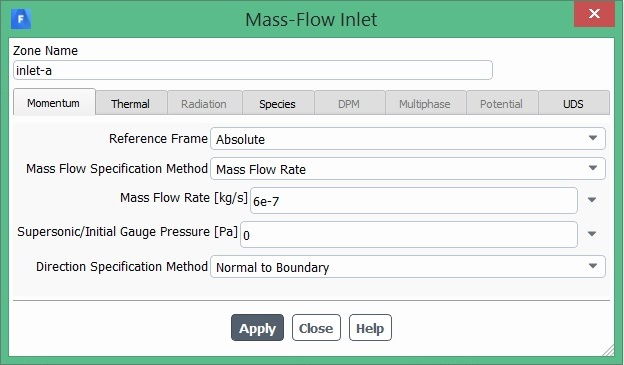 F
Mass-Flow Inlet
Zone Name
inlet-a
Momentum Thermal Radiation Species DPM Multiphase Potential UDS
Reference Frame Absolute
Mass Flow Specification Method Mass Flow Rate
Mass Flow Rate [kg/s] 6e-7
Supersonic/Initial Gauge Pressure [Pa] 0
Direction Specification Method Normal to Boundary
Apply Close Help